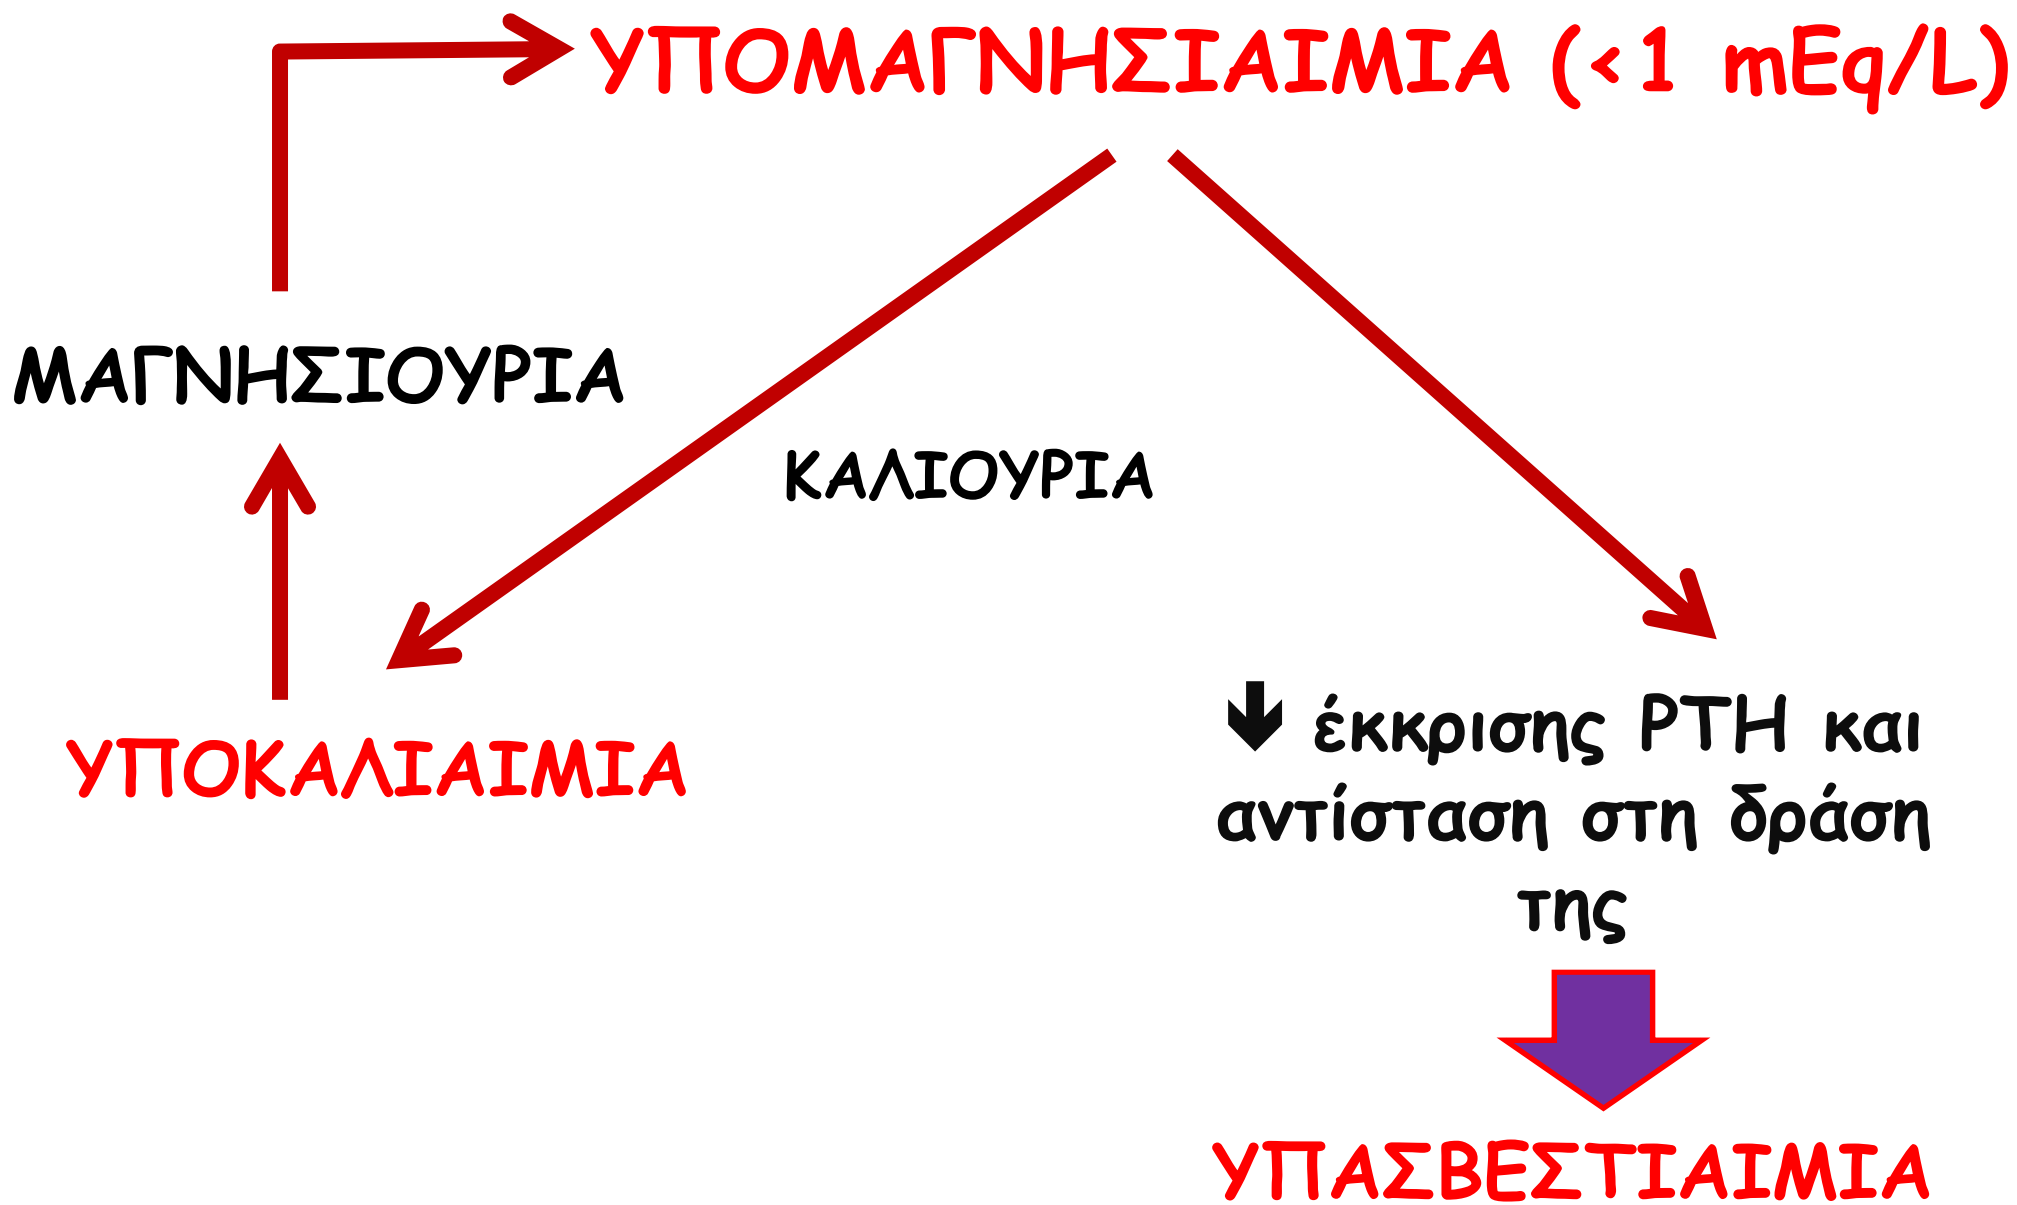 ΥΠΟΜΑΓΝΗΣΙΑΙΜΙΑ (<1 mEq/L)
ΜΑΓΝΗΣΙΟΥΡΙΑ
ΚΑΛΙΟΥΡΙΑ
ΥΠΟΚΑΛΙΑΙΜΙΑ
🡻 έκκρισης PTH και
αντίσταση στη δράση
της
ΥΠΑΣΒΕΣΤΙΑΙΜΙΑ